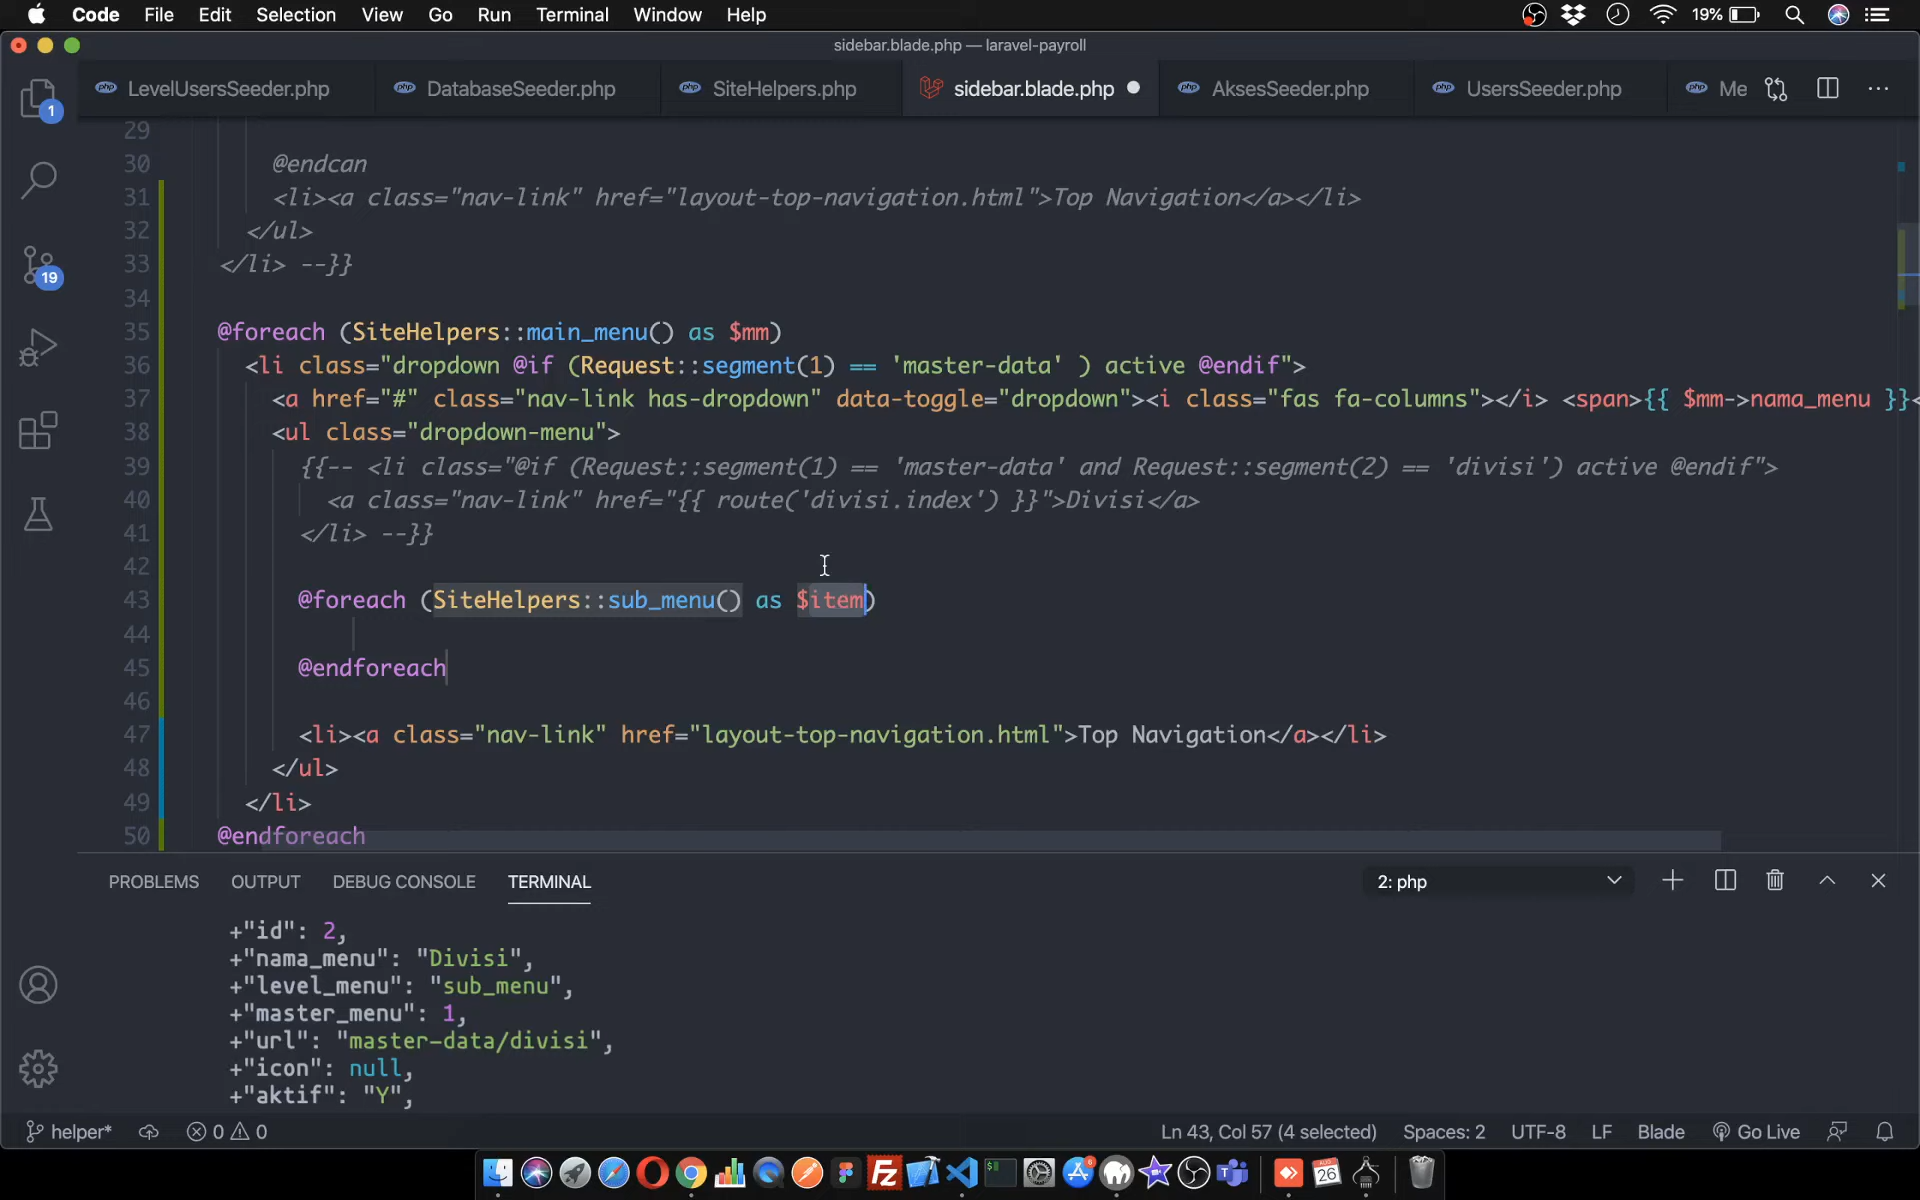 Code File Edit Selection View Go Run Terminal Window Help 19%
sidebar.blade.php — laravel-payroll
LevelUsersSeeder.php DatabaseSeeder.php SiteHelpers.php sidebar.blade.php AksesSeeder.php UsersSeeder.php Me ...
1
19
29
30 @endcan
31 <li><a class="nav-link" href="layout-top-navigation.html">Top Navigation</a></li>
32 </ul>
33 </li> --}}
34
35 @foreach (SiteHelpers::main_menu() as $mm)
36 <li class="dropdown @if (Request::segment(1) == 'master-data' ) active @endif">
37 <a href="#" class="nav-link has-dropdown" data-toggle="dropdown"><i class="fas fa-columns"></i> <span>{{ $mm->nama_menu }}<
38 <ul class="dropdown-menu">
39 {{-- <li class="@if (Request::segment(1) == 'master-data' and Request::segment(2) == 'divisi') active @endif">
40 <a class="nav-link" href="{{ route('divisi.index') }}">Divisi</a>
41 </li> --}}
42
43 @foreach (SiteHelpers::sub_menu() as $item)
44
45 @endforeach
46
47 <li><a class="nav-link" href="layout-top-navigation.html">Top Navigation</a></li>
48 </ul>
49 </li>
50 @endforeach
PROBLEMS OUTPUT DEBUG CONSOLE TERMINAL 2: php
+"id": 2,
+"nama_menu": "Divisi",
+"level_menu": "sub_menu",
+"master_menu": 1,
+"url": "master-data/divisi",
+"icon": null,
+"aktif": "Y",
helper* 0 0 Ln 43, Col 57 (4 selected) Spaces: 2 UTF-8 LF Blade Go Live
26